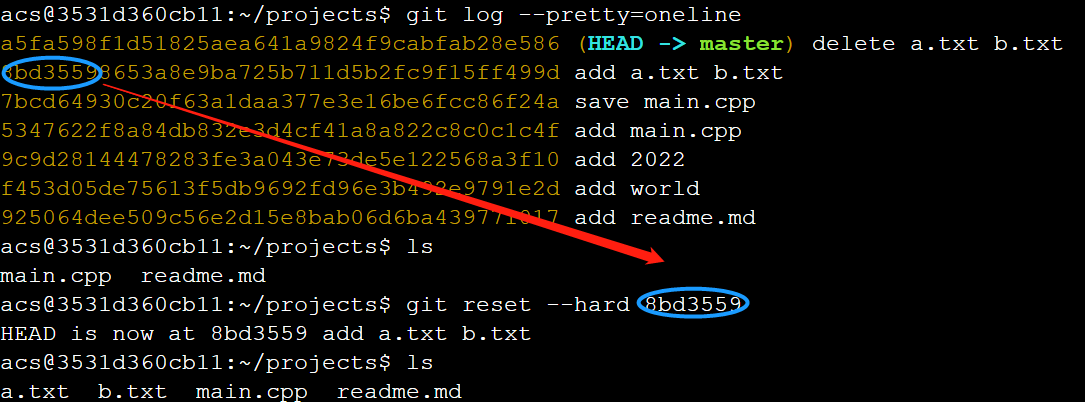 acs@3531d360cb11:~/projects$ git log --pretty=oneline
a5fa598f1d51825aea641a9824f9cabfab28e586 (HEAD -> master) delete a.txt b.txt
8bd35598653a8e9ba725b711d5b2fc9f15ff499d add a.txt b.txt
7bcd64930c20f63a1daa377e3e16be6fcc86f24a save main.cpp
5347622f8a84db832e3d4cf41a8a822c8c0c1c4f add main.cpp
9c9d28144478283fe3a043e73de5e122568a3f10 add 2022
f453d05de75613f5db9692fd96e3b492e9791e2d add world
925064dee509c56e2d15e8bab06d6ba439771017 add readme.md
acs@3531d360cb11:~/projects$ ls
main.cpp  readme.md
acs@3531d360cb11:~/projects$ git reset --hard 8bd3559
HEAD is now at 8bd3559 add a.txt b.txt
acs@3531d360cb11:~/projects$ ls
a.txt  b.txt  main.cpp  readme.md